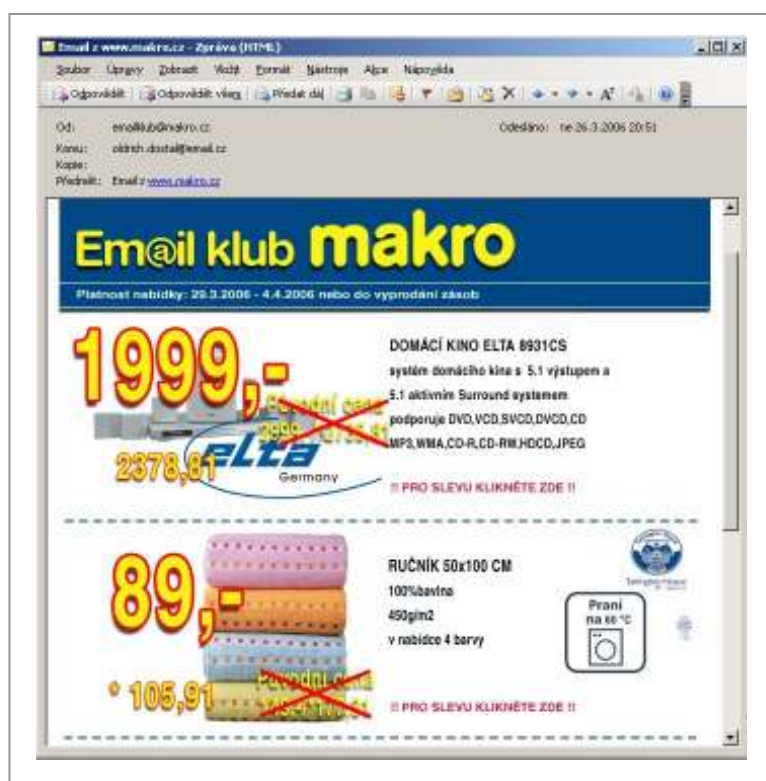 Email z www.makro.cz - Zpráva (HTML)
Soubor Úpravy Zobrazit Vložit Formát Nástroje Akce Nápověda
Odpovědět Odpovědět všem Předat dál
Od: emailklub@makro.cz Odesláno: ne 26.3.2006 20:51
Komu: oldrich.dostal@email.cz
Kopie:
Předmět: Email z www.makro.cz
Em@il klub makro
Platnost nabídky: 29.3.2006 - 4.4.2006 nebo do vyprodání zásob
1999,-
DOMÁCÍ KINO ELTA 8931CS
systém domácího kina s 5.1 výstupem a
5.1 aktivním Surround systemem
podporuje DVD,VCD,SVCD,DVCD,CD
MP3,WMA,CD-R,CD-RW,HDCD,JPEG
Původní cena
2378,81
elta
Germany
!! PRO SLEVU KLIKNĚTE ZDE !!
89,-
RUČNÍK 50x100 CM
100%bavlna
450g/m2
v nabídce 4 barvy
Praní
na 60 °C
Původní cena
* 105,91
!! PRO SLEVU KLIKNĚTE ZDE !!